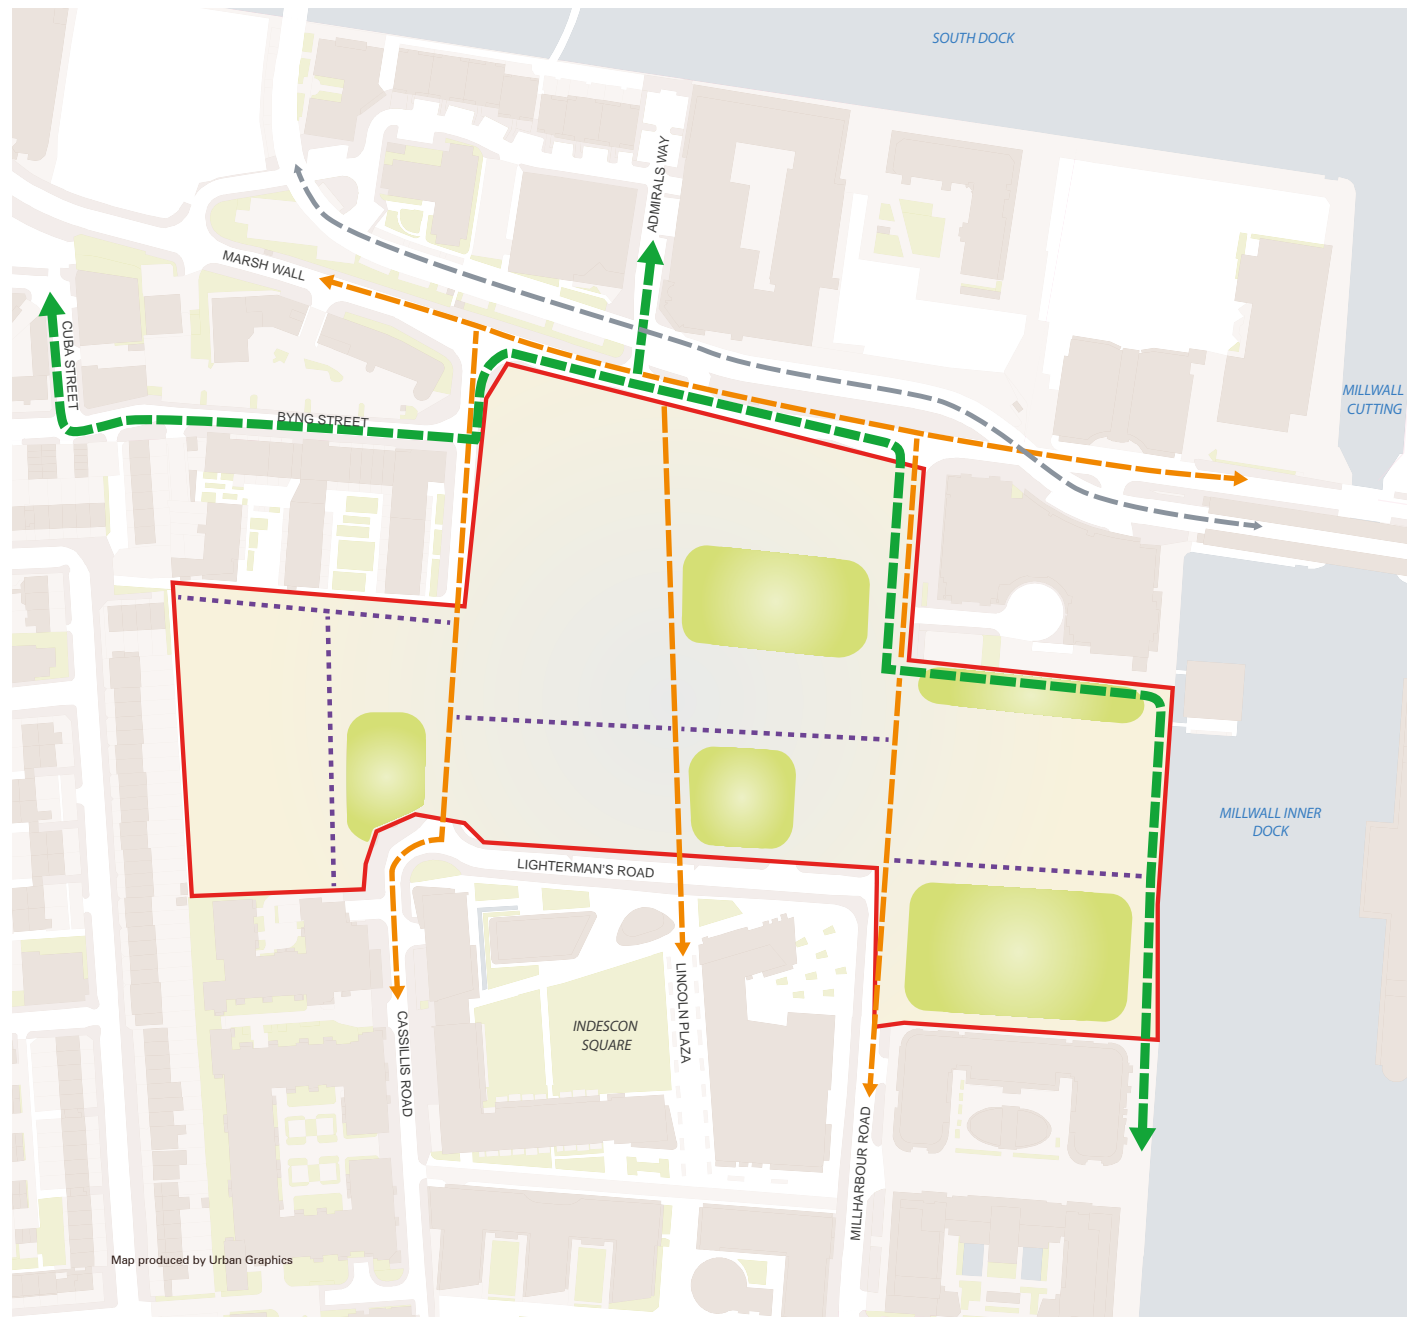 SOUTH DOCK
ADMIRALS WAY
MARSH WALL
CUBA STREET
MILLWALL
CUTTING
BYNG STREET
MILLWALL INNER
DOCK
LIGHTERMAN'S ROAD
LINCOLN PLAZA
INDESCON
SQUARE
CASSILLIS ROAD
MILLHARBOUR ROAD
Map produced by Urban Graphics